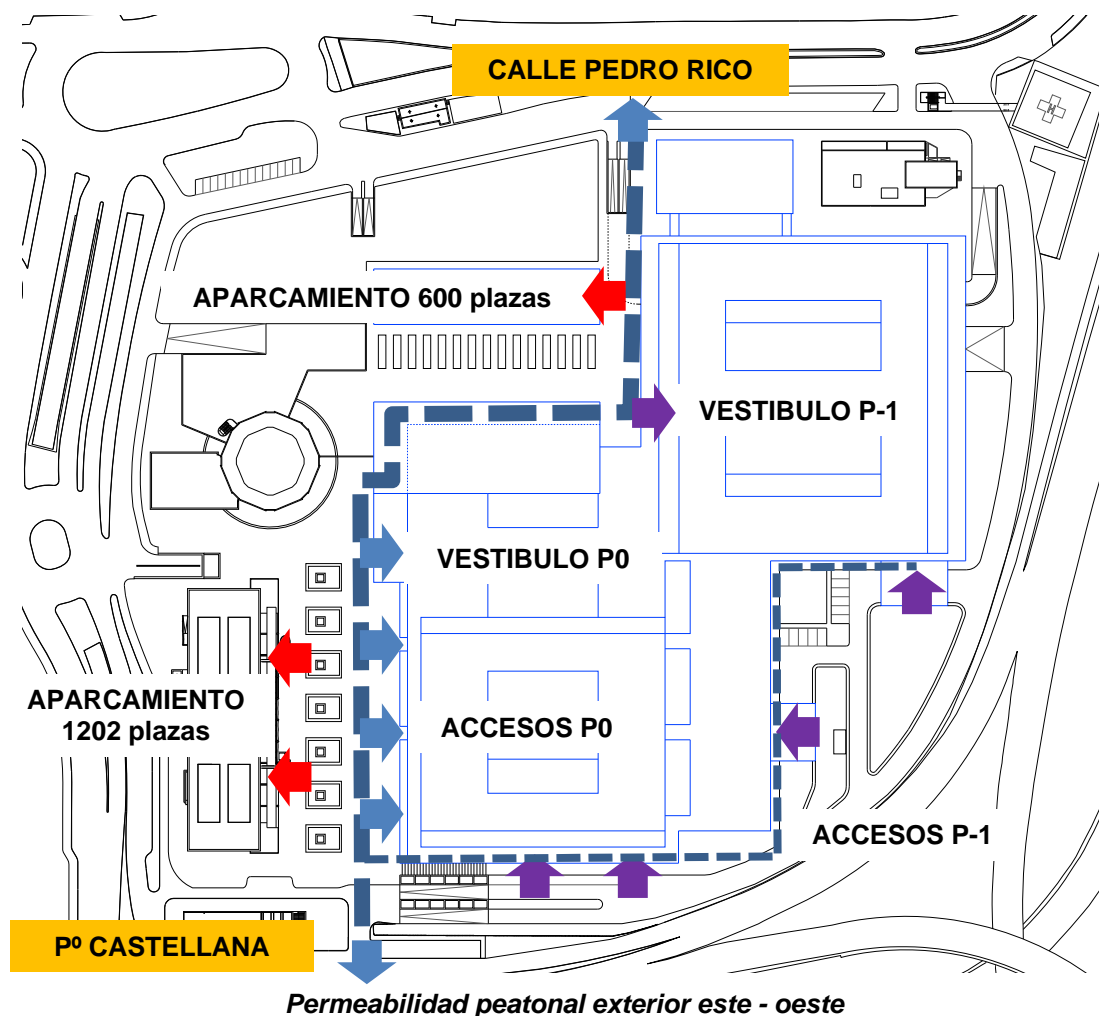 CALLE PEDRO RICO
APARCAMIENTO 600 plazas
VESTIBULO P-1
VESTIBULO P0
APARCAMIENTO
1202 plazas
ACCESOS P0
ACCESOS P-1
Pº CASTELLANA
Permeabilidad peatonal exterior este - oeste